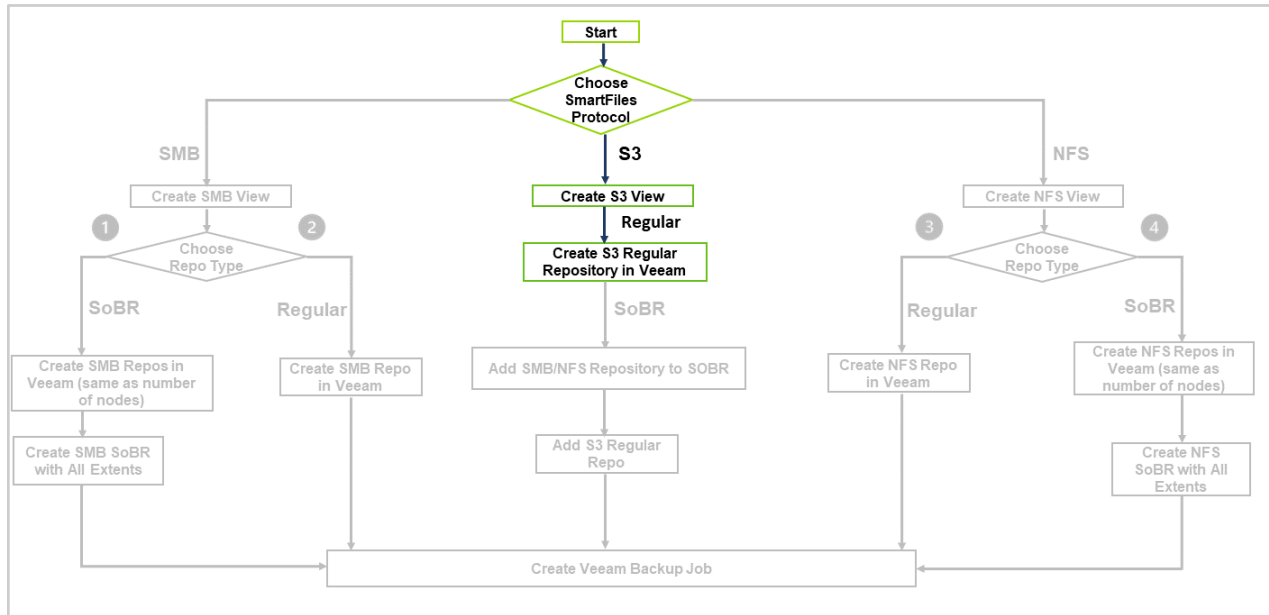 Start
Choose
SmartFiles
Protocol
SMB
S3
NFS
Create SMB View
Create S3 View
Create NFS View
1
2
Regular
3
4
Choose
Repo Type
Create S3 Regular
Repository in Veeam
Choose
Repo Type
SoBR
Regular
SoBR
Regular
SoBR
Create SMB Repos in
Veeam (same as number
of nodes)
Create SMB Repo
in Veeam
Add SMB/NFS Repository to SOBR
Create NFS Repo
in Veeam
Create NFS Repos in
Veeam (same as
number of nodes)
Create SMB SoBR
with All Extents
Add S3 Regular
Repo
Create NFS
SoBR with All
Extents
Create Veeam Backup Job